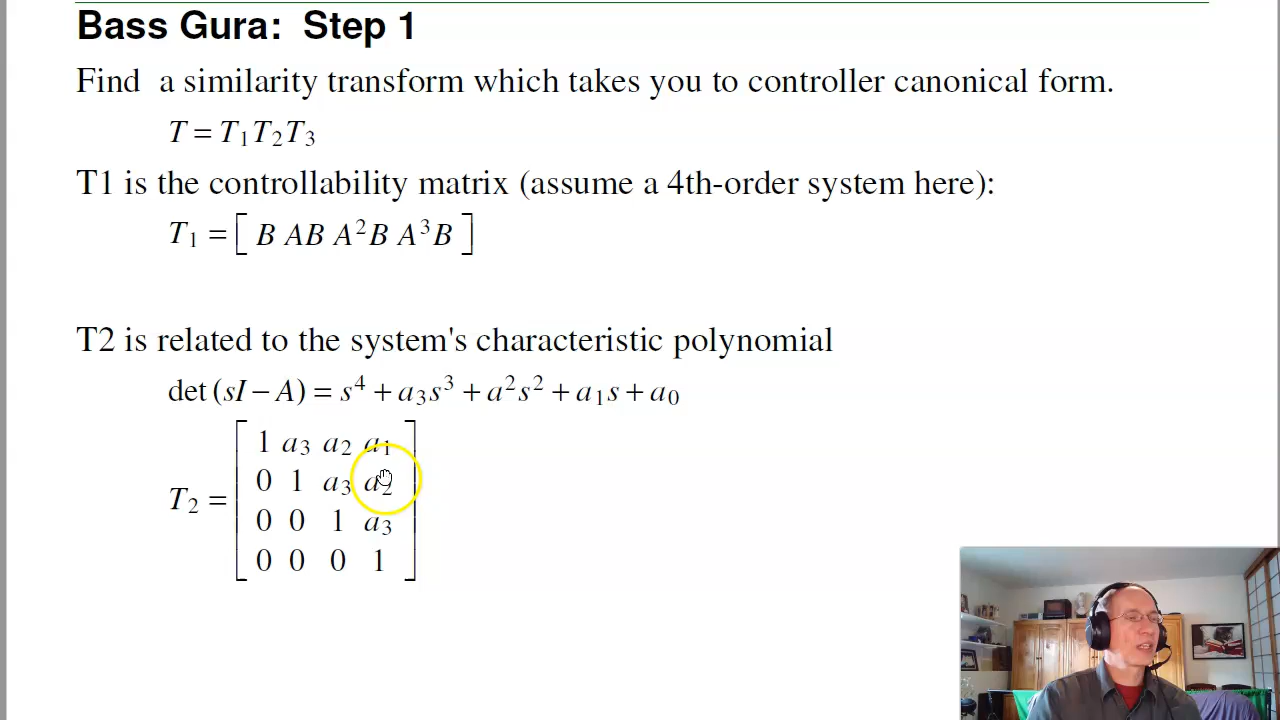 Bass Gura: Step 1
Find a similarity transform which takes you to controller canonical form.
T = T₁T₂T₃
T1 is the controllability matrix (assume a 4th-order system here):
T₁ = [ B AB A²B A³B ]
T2 is related to the system's characteristic polynomial
det (sI − A) = s⁴ + a₃s³ + a²s² + a₁s + a₀
T₂ =
1 a₃ a₂ a₁
0 1 a₃ a₂
0 0 1 a₃
0 0 0 1